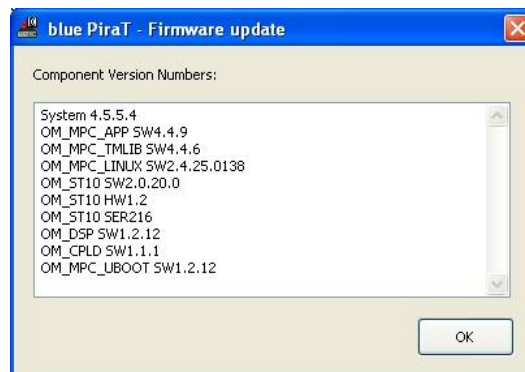 blue PiraT - Firmware update
Component Version Numbers:
System 4.5.5.4
OM_MPC_APP SW4.4.9
OM_MPC_TMLIB SW4.4.6
OM_MPC_LINUX SW2.4.25.0138
OM_ST10 SW2.0.20.0
OM_ST10 HW1.2
OM_ST10 SER216
OM_DSP SW1.2.12
OM_CPLD SW1.1.1
OM_MPC_UBOOT SW1.2.12
OK